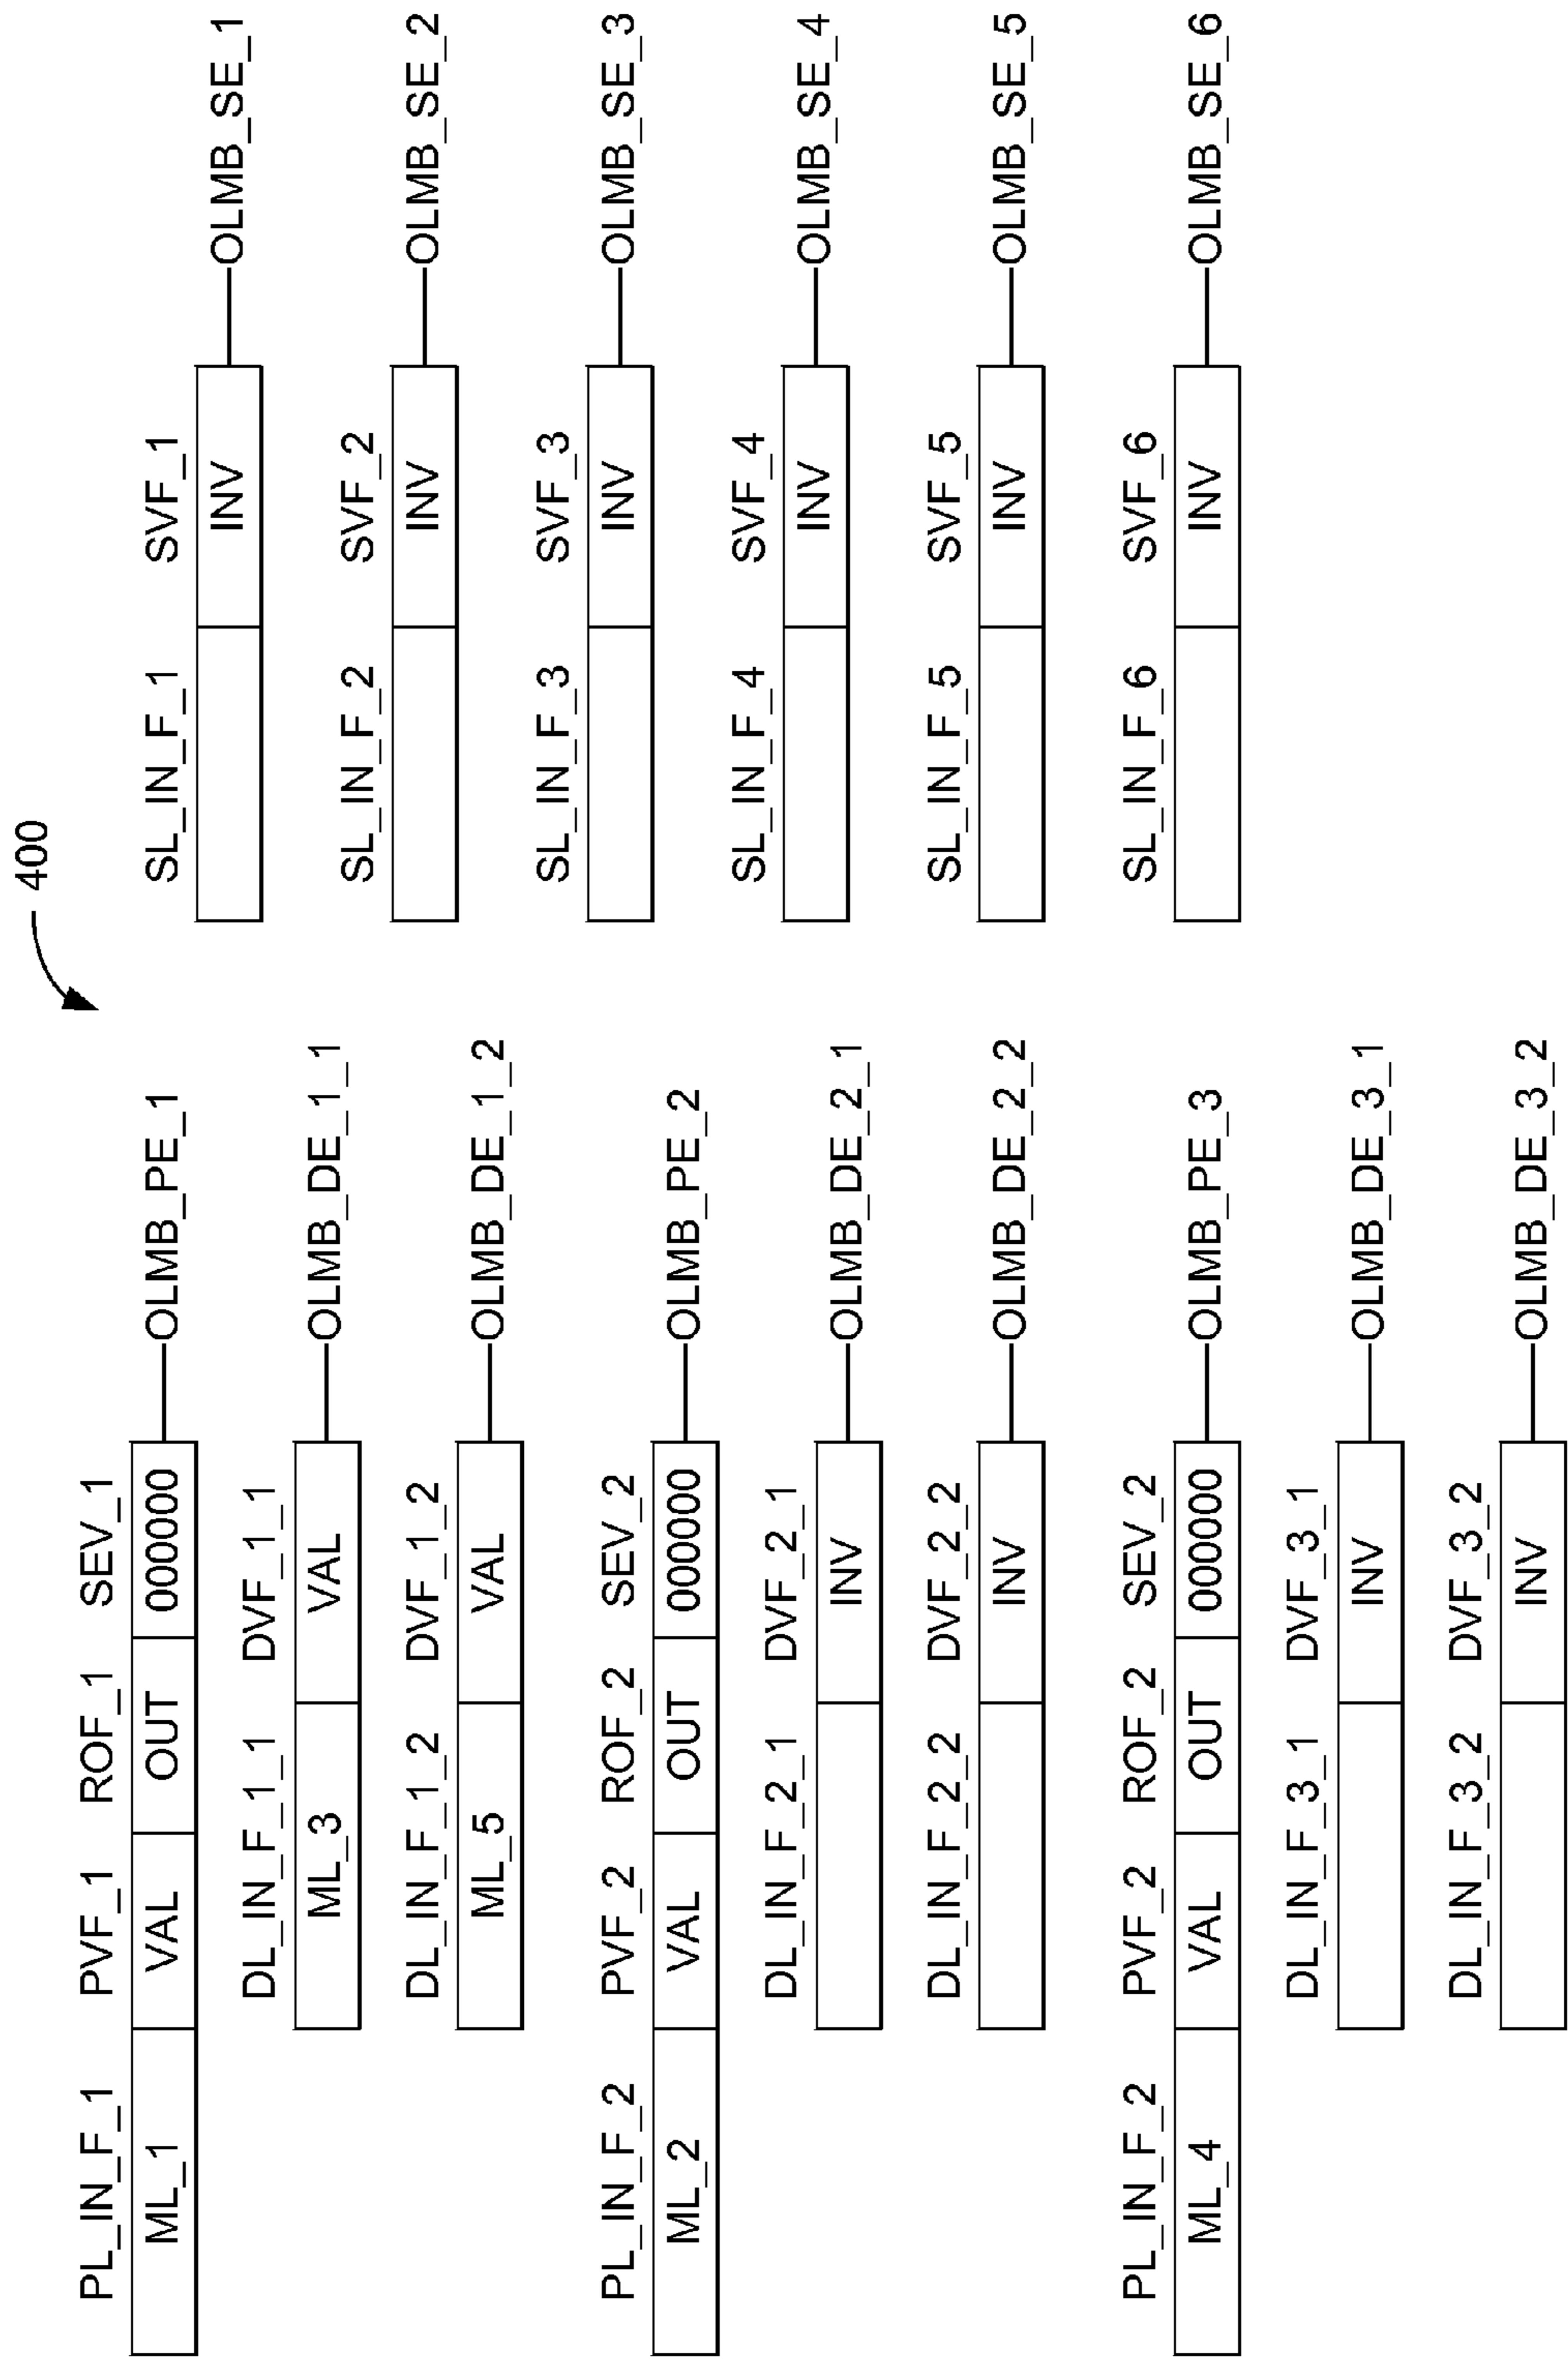 400
PL_IN_F_1 PVF_1 ROF_1 SEV_1
ML_1 VAL OUT 000000 OLMB_PE_1
DL_IN_F_1_1 DVF_1_1
ML_3 VAL OLMB_DE_1_1
DL_IN_F_1_2 DVF_1_2
ML_5 VAL OLMB_DE_1_2
PL_IN_F_2 PVF_2 ROF_2 SEV_2
ML_2 VAL OUT 000000 OLMB_PE_2
DL_IN_F_2_1 DVF_2_1
INV OLMB_DE_2_1
DL_IN_F_2_2 DVF_2_2
INV OLMB_DE_2_2
PL_IN_F_2 PVF_2 ROF_2 SEV_2
ML_4 VAL OUT 000000 OLMB_PE_3
DL_IN_F_3_1 DVF_3_1
INV OLMB_DE_3_1
DL_IN_F_3_2 DVF_3_2
INV OLMB_DE_3_2
SL_IN_F_1 SVF_1
INV OLMB_SE_1
SL_IN_F_2 SVF_2
INV OLMB_SE_2
SL_IN_F_3 SVF_3
INV OLMB_SE_3
SL_IN_F_4 SVF_4
INV OLMB_SE_4
SL_IN_F_5 SVF_5
INV OLMB_SE_5
SL_IN_F_6 SVF_6
INV OLMB_SE_6